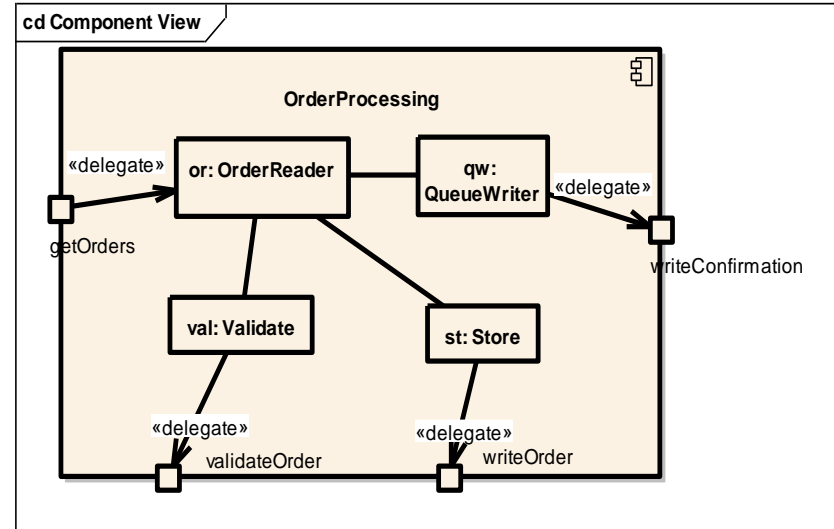 cd Component View
OrderProcessing
«delegate»
or: OrderReader
qw:
QueueWriter
«delegate»
getOrders
writeConfirmation
val: Validate
st: Store
«delegate»
«delegate»
validateOrder
writeOrder